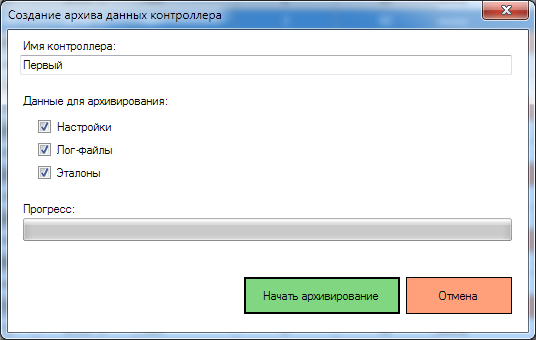 Создание архива данных контроллера
Имя контроллера:
Первый
Данные для архивирования:
Настройки
Лог-файлы
Эталоны
Прогресс:
Начать архивирование
Отмена